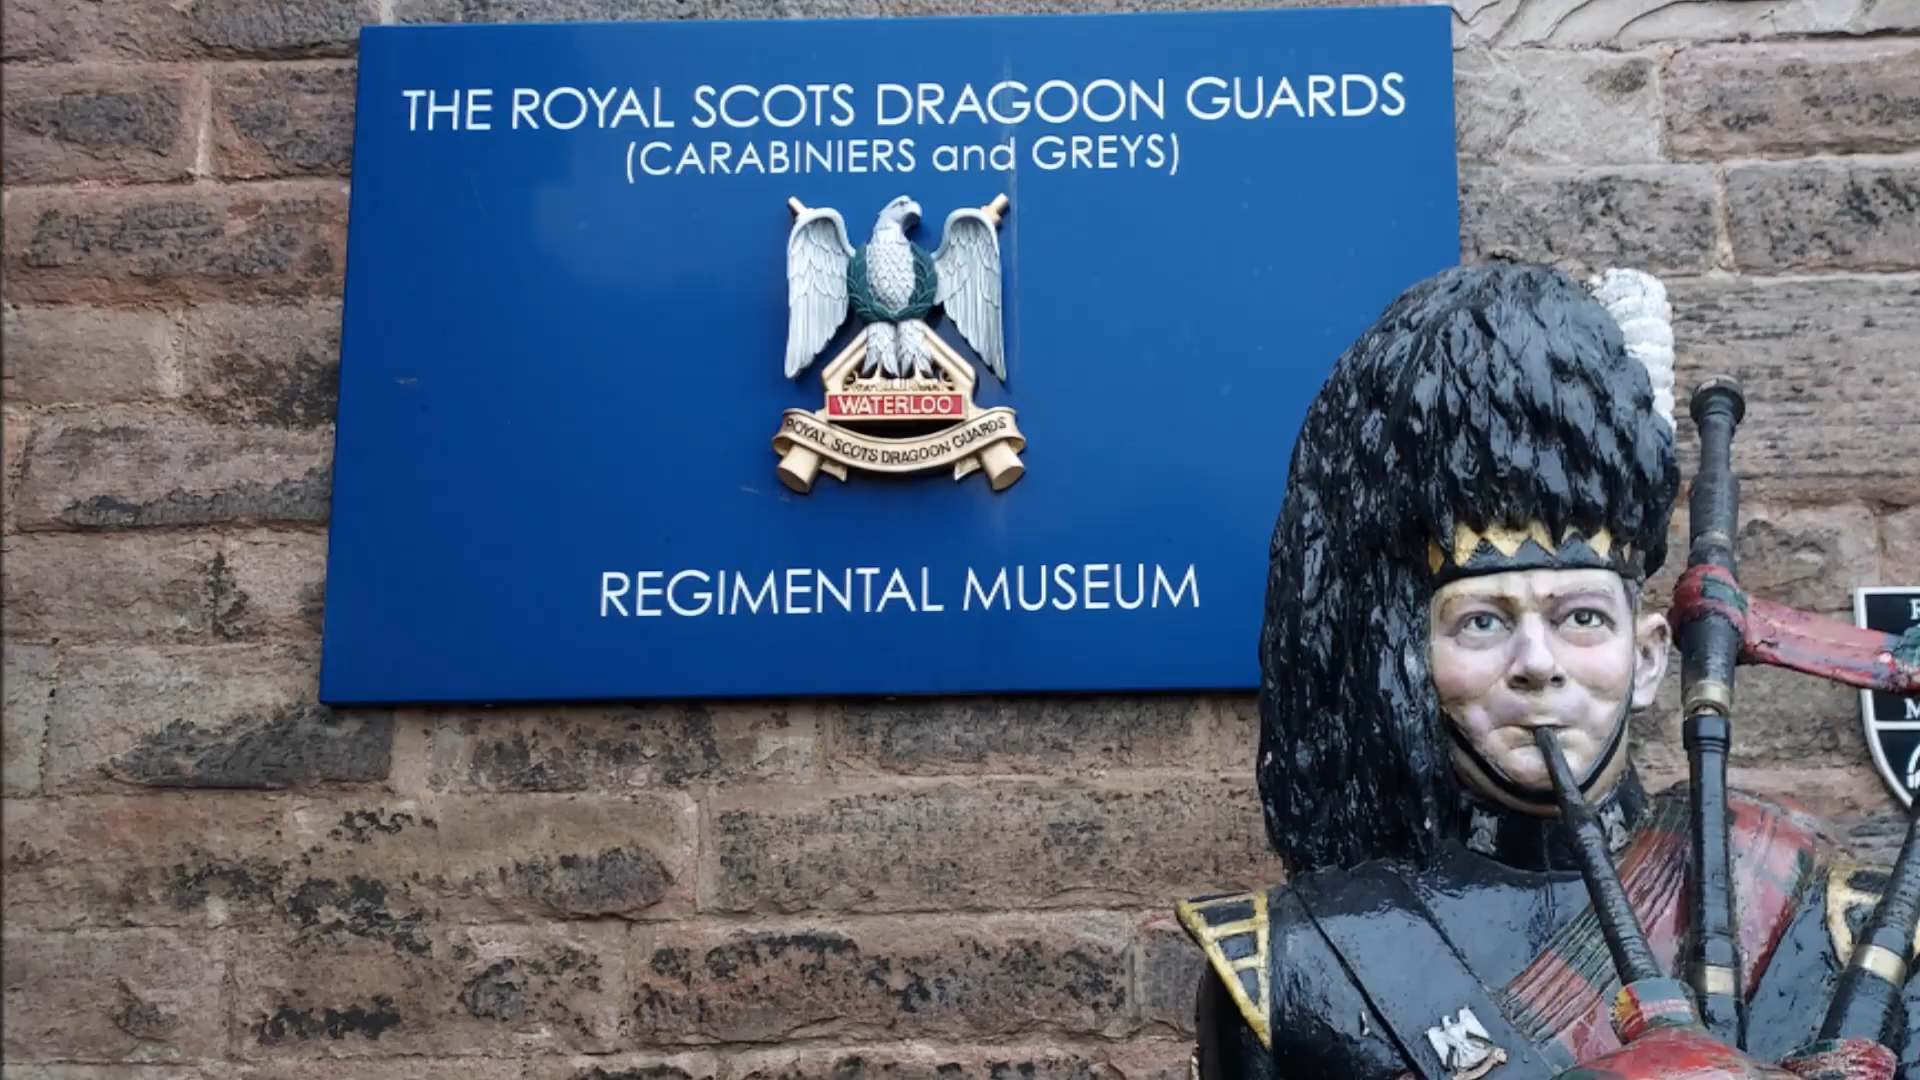 THE ROYAL SCOTS DRAGOON GUARDS
(CARABINIERS and GREYS)
WATERLOO
ROYAL SCOTS DRAGOON GUARDS
REGIMENTAL MUSEUM